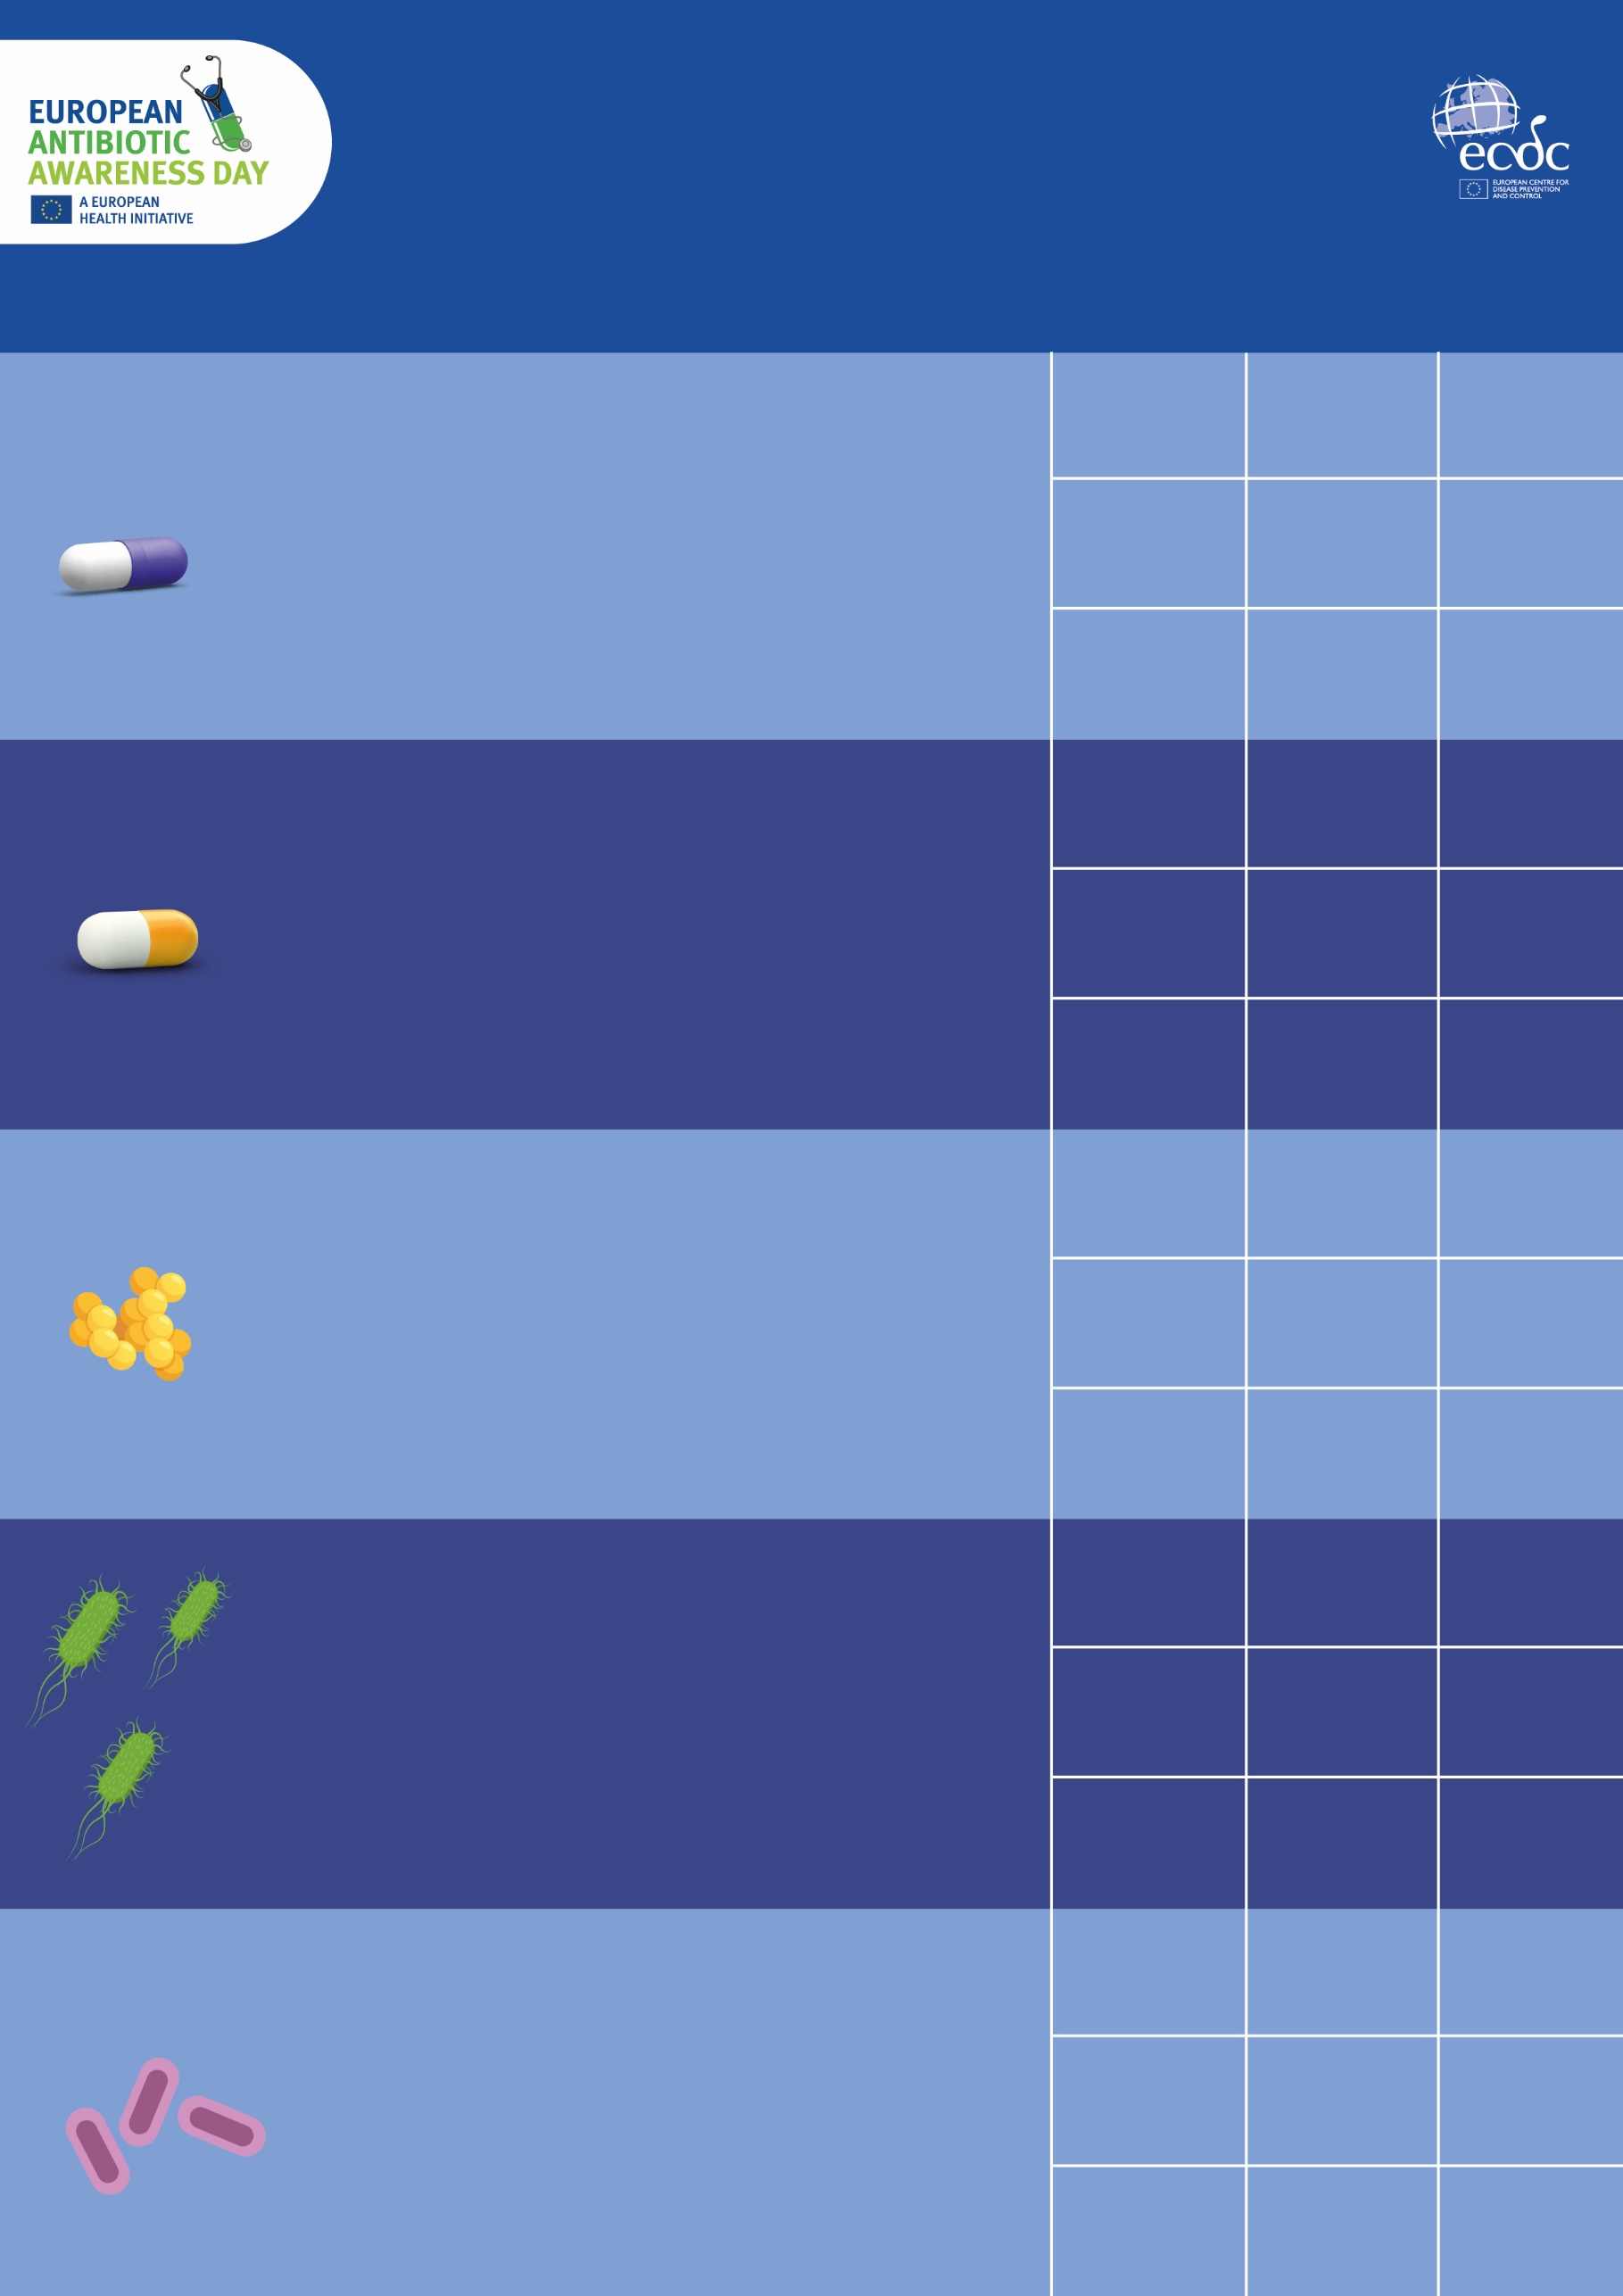 EUROPEAN
ANTIBIOTIC
AWARENESS DAY
A EUROPEAN
HEALTH INITIATIVE
ecdc
EUROPEAN CENTRE FOR
DISEASE PREVENTION
AND CONTROL